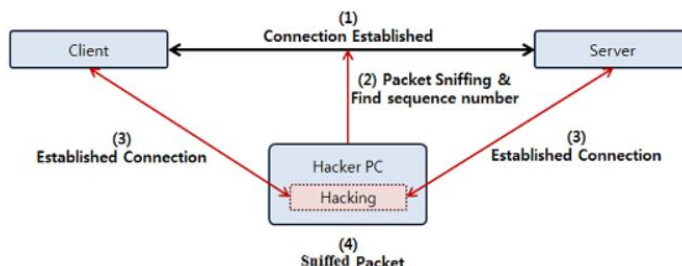 (1)
Connection Established
Client
Server
(2) Packet Sniffing &
Find sequence number
(3)
Established Connection
(3)
Established Connection
Hacker PC
Hacking
(4)
Sniffed Packet